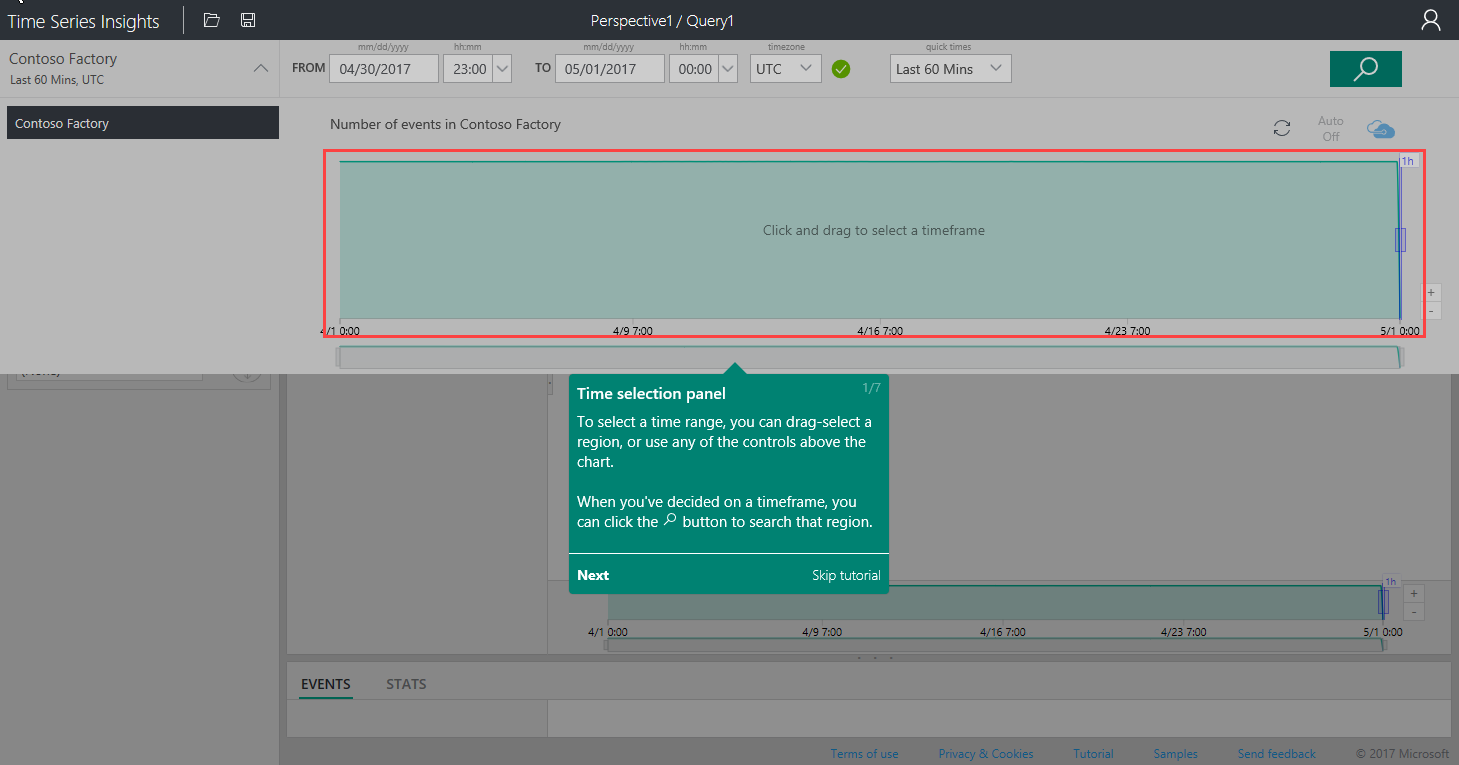 Time Series Insights
Perspective1 / Query1
Contoso Factory
Last 60 Mins, UTC
mm/dd/yyyy
hh:mm
mm/dd/yyyy
hh:mm
timezone
quick times
FROM
04/30/2017
23:00
TO
05/01/2017
00:00
UTC
Last 60 Mins
Contoso Factory
Number of events in Contoso Factory
Auto
Off
1h
Click and drag to select a timeframe
+
-
4/1 0:00
4/9 7:00
4/16 7:00
4/23 7:00
5/1 0:00
Time selection panel
1/7
To select a time range, you can drag-select a
region, or use any of the controls above the
chart.
When you've decided on a timeframe, you
can click the button to search that region.
Next
Skip tutorial
1h
+
-
4/1 0:00
4/9 7:00
4/16 7:00
4/23 7:00
5/1 0:00
EVENTS
STATS
Terms of use
Privacy & Cookies
Tutorial
Samples
Send feedback
© 2017 Microsoft